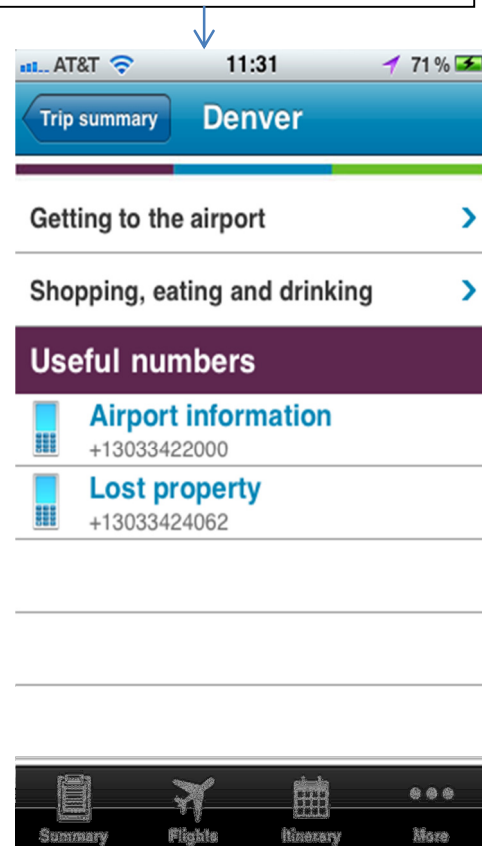 AT&T 11:31 71 %
Trip summary Denver
Getting to the airport
Shopping, eating and drinking
Useful numbers
Airport information
+13033422000
Lost property
+13033424062
Summary Flights Itinerary More